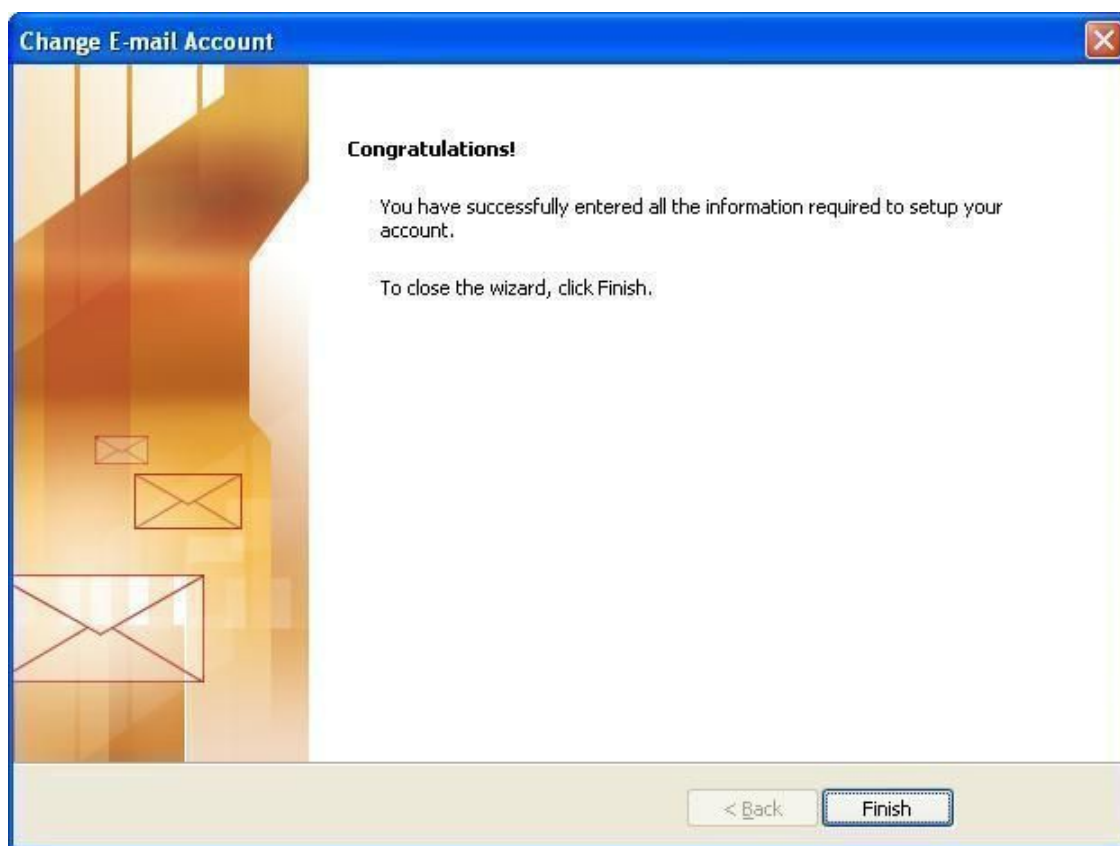 Change E-mail Account
Congratulations!
You have successfully entered all the information required to setup your
account.
To close the wizard, click Finish.
< Back
Finish